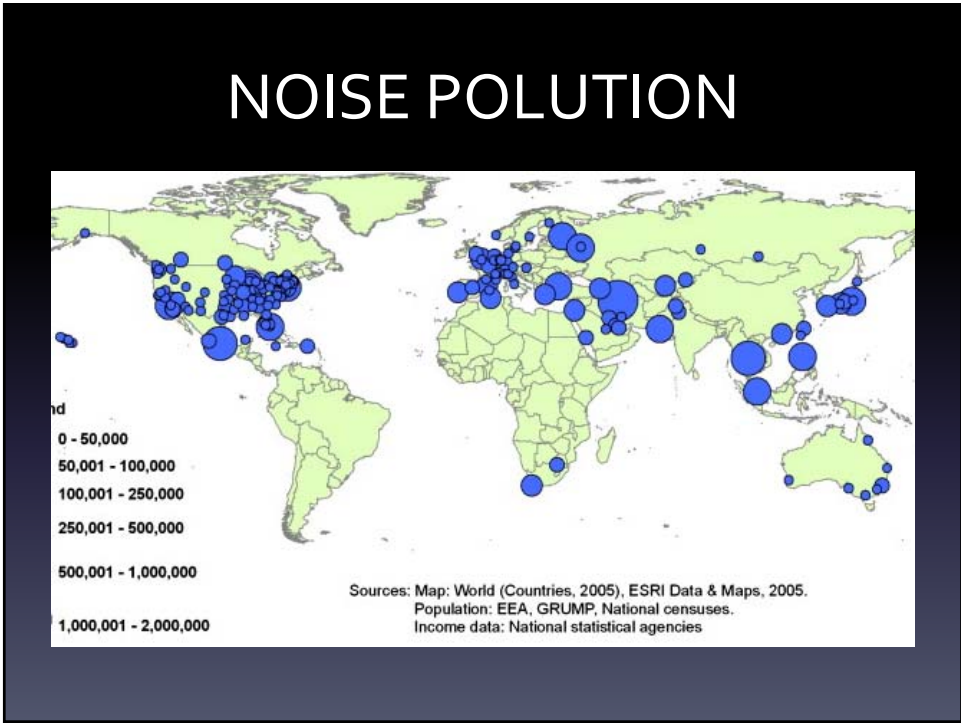 NOISE POLUTION
nd
0 - 50,000
50,001 - 100,000
100,001 - 250,000
250,001 - 500,000
500,001 - 1,000,000
1,000,001 - 2,000,000
Sources: Map: World (Countries, 2005), ESRI Data & Maps, 2005.
Population: EEA, GRUMP, National censuses.
Income data: National statistical agencies